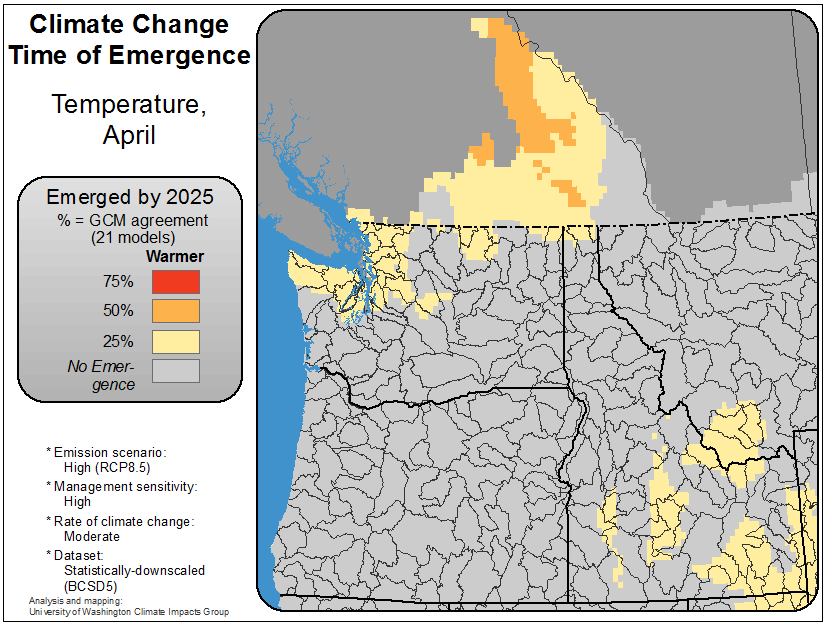 Climate Change
Time of Emergence
Temperature,
April
Emerged by 2025
% = GCM agreement
(21 models)
Warmer
75%
50%
25%
No Emer-
gence
* Emission scenario:
High (RCP8.5)
* Management sensitivity:
High
* Rate of climate change:
Moderate
* Dataset:
Statistically-downscaled
(BCSD5)
Analysis and mapping:
University of Washington Climate Impacts Group